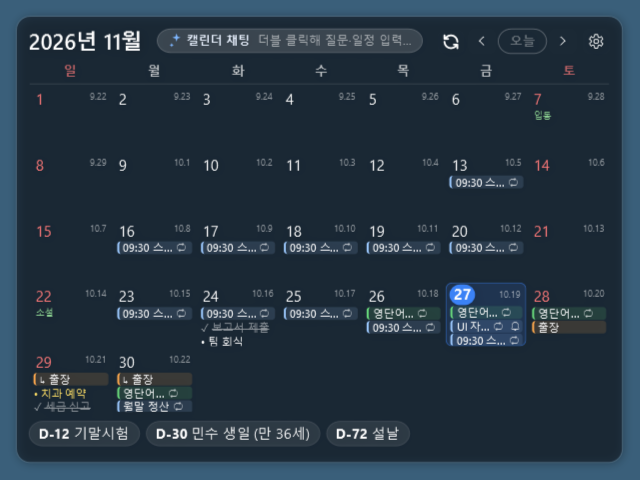 2026년 11월 캘린더 채팅 더블 클릭해 질문·일정 입력... 오늘
일 월 화 수 목 금 토
1 9.22 2 9.23 3 9.24 4 9.25 5 9.26 6 9.27 7 9.28
입동
8 9.29 9 10.1 10 10.2 11 10.3 12 10.4 13 10.5 14 10.6
09:30 스...
15 10.7 16 10.8 17 10.9 18 10.10 19 10.11 20 10.12 21 10.13
09:30 스... 09:30 스... 09:30 스... 09:30 스... 09:30 스...
22 10.14 23 10.15 24 10.16 25 10.17 26 10.18 27 10.19 28 10.20
소설 09:30 스... 09:30 스... 09:30 스... 영단어... 영단어... 영단어...
✓ 보고서 제출 09:30 스... UI 자... 출장
• 팀 회식 09:30 스...
29 10.21 30 10.22
↳ 출장 ↳ 출장
• 치과 예약 영단어...
✓ 세금 신고 월말 정산
D-12 기말시험 D-30 민수 생일 (만 36세) D-72 설날